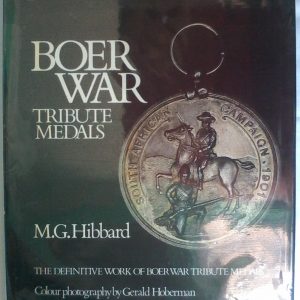 BOER
WAR
TRIBUTE
MEDALS
SOUTH AFRICAN CAMPAIGN · 1901
M.G. Hibbard
THE DEFINITIVE WORK OF BOER WAR TRIBUTE MEDALS
Colour photography by Gerald Hoberman